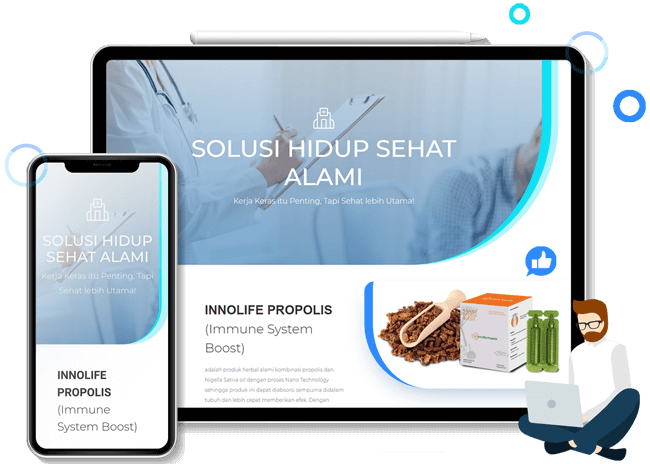 SOLUSI HIDUP SEHAT
ALAMI
Kerja Keras itu Penting, Tapi Sehat lebih Utama!
INNOLIFE PROPOLIS
(Immune System
Boost)
adalah produk herbal alami kombinasi propolis dan
Nigella Sativa oil dengan proses Nano Technology
sehingga produk ini dapat diabsorsi sempurna didalam
tubuh dan lebih cepat memberikan efek. Dengan
SOLUSI HIDUP
SEHAT ALAMI
Kerja Keras itu Penting, Tapi
Sehat lebih Utama!
INNOLIFE
PROPOLIS
(Immune
System Boost)